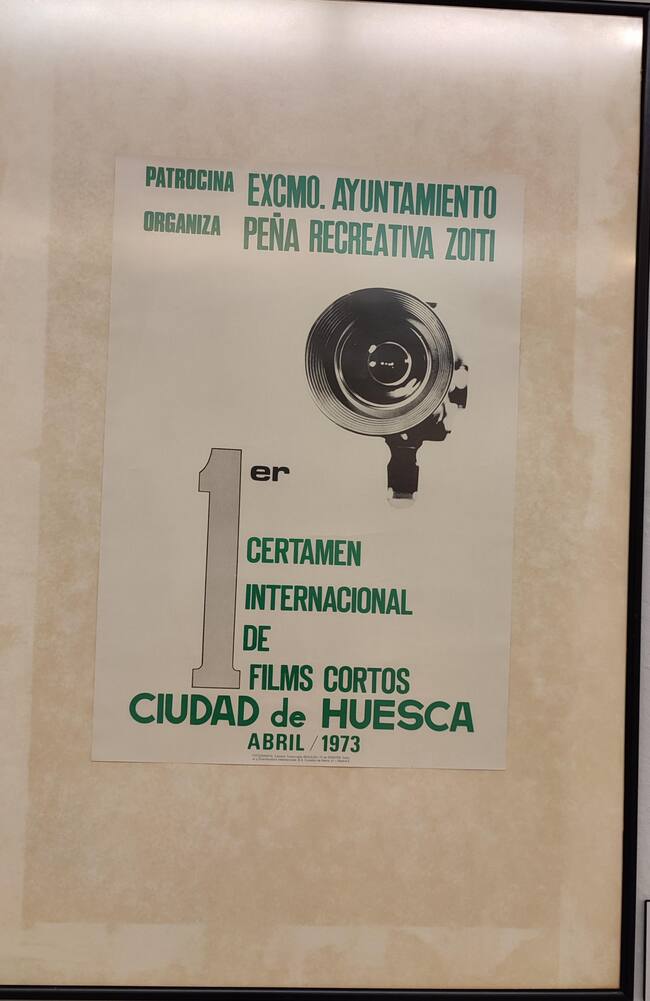 PATROCINA EXCMO. AYUNTAMIENTO
ORGANIZA PEÑA RECREATIVA ZOITI
1er
CERTAMEN
INTERNACIONAL
DE
FILMS CORTOS
CIUDAD de HUESCA
ABRIL / 1973